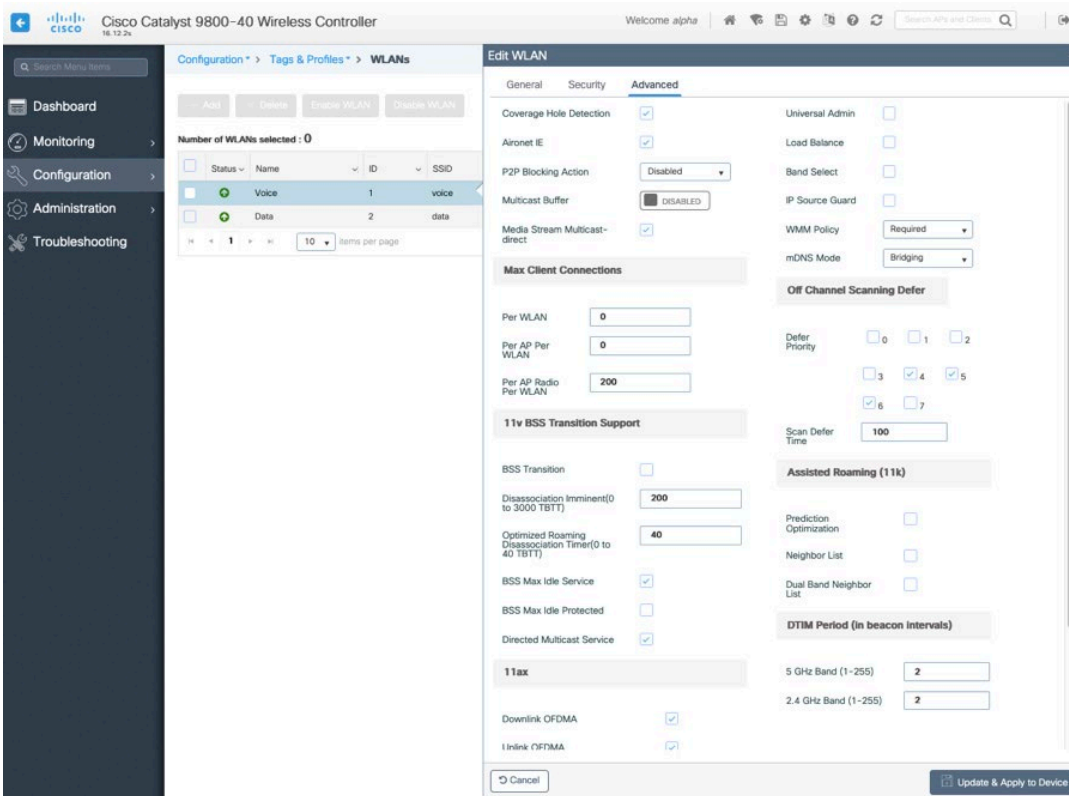 CISCO
Cisco Catalyst 9800-40 Wireless Controller
16.12.2s
Welcome alpha
Search APs and Clients
Search Menu Items
Dashboard
Monitoring
Configuration
Administration
Troubleshooting
Configuration > Tags & Profiles > WLANs
Add
Delete
Enable WLAN
Disable WLAN
Number of WLANs selected : 0
Status Name ID SSID
Voice 1 voice
Data 2 data
1 10 items per page
Edit WLAN
General Security Advanced
Coverage Hole Detection
Aironet IE
P2P Blocking Action Disabled
Multicast Buffer DISABLED
Media Stream Multicast-
direct
Max Client Connections
Per WLAN 0
Per AP Per
WLAN
0
Per AP Radio
Per WLAN
200
11v BSS Transition Support
BSS Transition
Disassociation Imminent(0
to 3000 TBTT)
200
Optimized Roaming
Disassociation Timer(0 to
40 TBTT)
40
BSS Max Idle Service
BSS Max Idle Protected
Directed Multicast Service
11ax
Downlink OFDMA
Uplink OFDMA
Universal Admin
Load Balance
Band Select
IP Source Guard
WMM Policy Required
mDNS Mode Bridging
Off Channel Scanning Defer
Defer
Priority
0 1 2
3 4 5
6 7
Scan Defer
Time
100
Assisted Roaming (11k)
Prediction
Optimization
Neighbor List
Dual Band Neighbor
List
DTIM Period (in beacon intervals)
5 GHz Band (1-255) 2
2.4 GHz Band (1-255) 2
Cancel
Update & Apply to Device